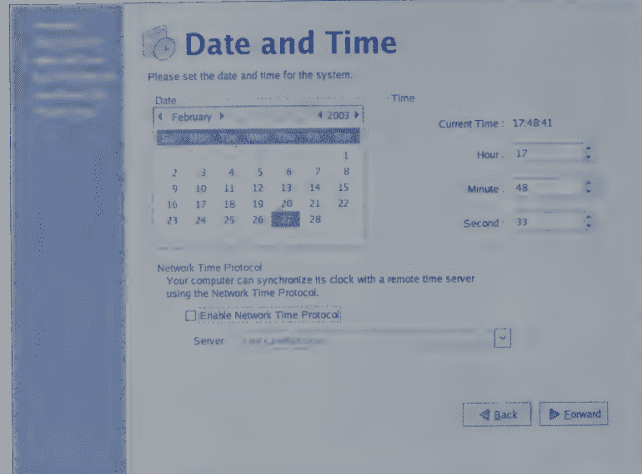 Date and Time
Please set the date and time for the system.
Date
Time
February 2003
Current Time : 17:48:41
Hour : 17
Minute : 48
Second : 33
1
2 3 4 5 6 7 8
9 10 11 12 13 14 15
16 17 18 19 20 21 22
23 24 25 26 28
Network Time Protocol
Your computer can synchronize its clock with a remote time server
using the Network Time Protocol.
Enable Network Time Protocol
Server
Back Forward